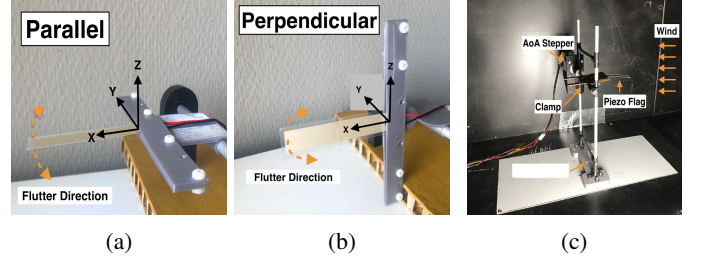 Parallel
Z
Y
X
Flutter Direction
Perpendicular
Z
Y
X
Flutter Direction
AoA Stepper
Wind
Clamp
Piezo Flag
(a)
(b)
(c)